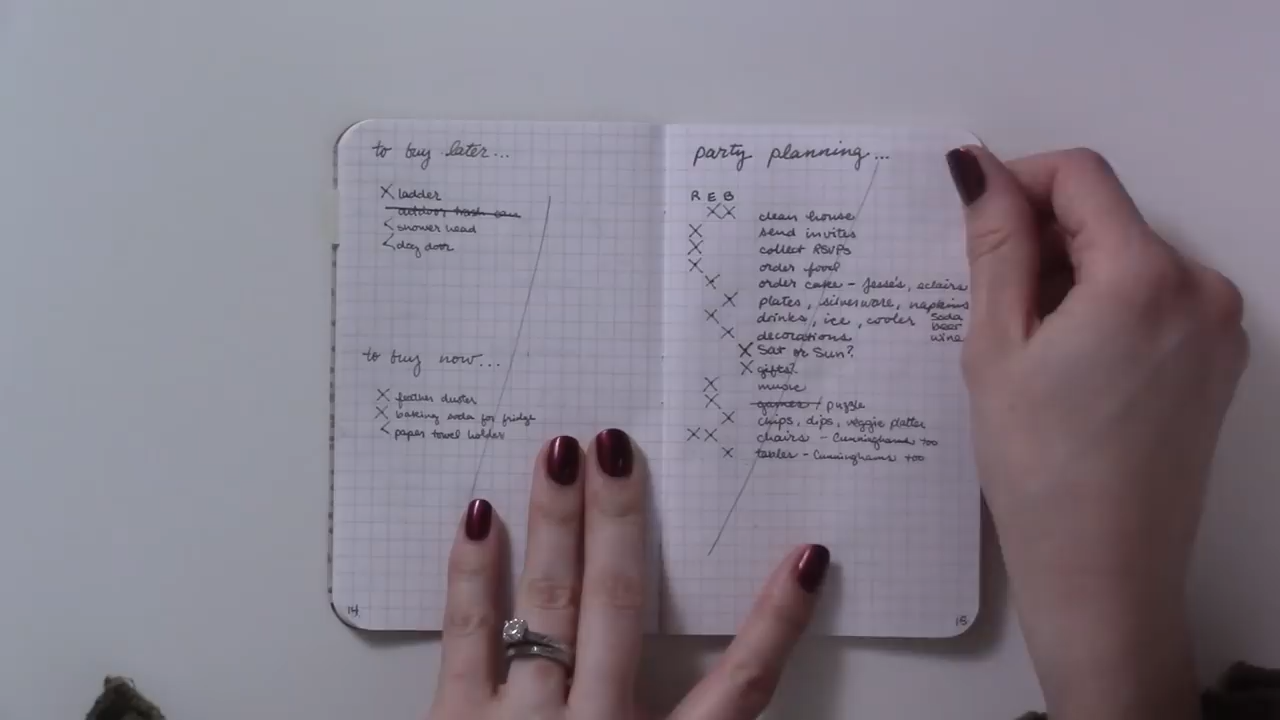 to buy later...
X ladder
outdoor trash can
< shower head
< dog door
to buy now...
X feather duster
X baking soda for fridge
< paper towel holder
14
party planning...
R E B
X X clean house
X send invites
X collect RSVPs
X order food
X order cake - Jesse's, eclairs
X plates, silverware, napkins
X drinks, ice, cooler soda beer wine
X decorations
X Sat or Sun?
X gifts?
X music
X games / puzzle
X chips, dips, veggie platter
X X chairs - Cunninghams too
X tables - Cunninghams too
15